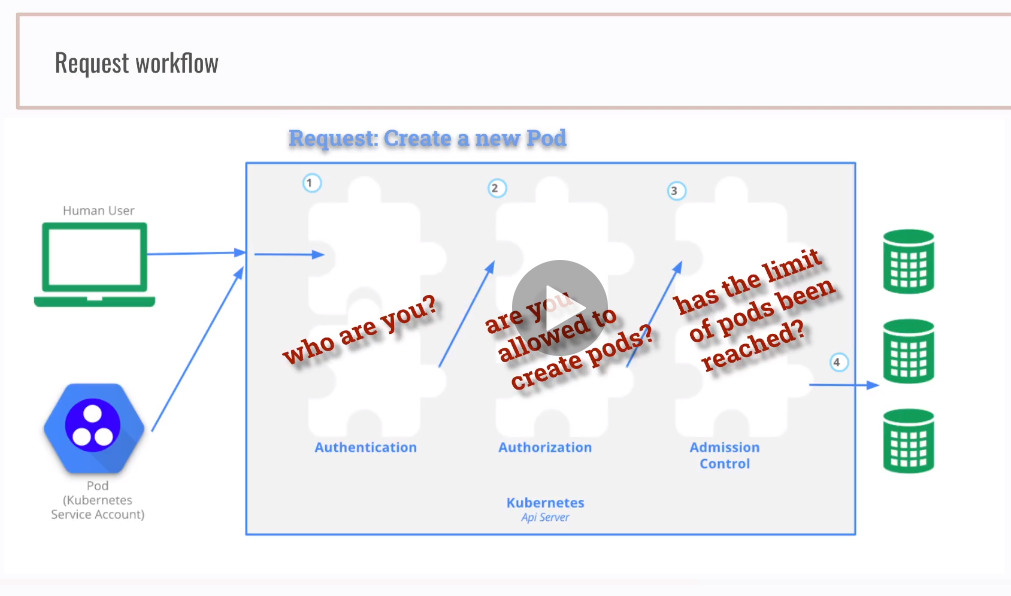 Request workflow
Request: Create a new Pod
1
2
3
Human User
who are you?
are you
allowed to
create pods?
has the limit
of pods been
reached?
4
Authentication
Authorization
Admission
Control
Pod
(Kubernetes
Service Account)
Kubernetes
Api Server